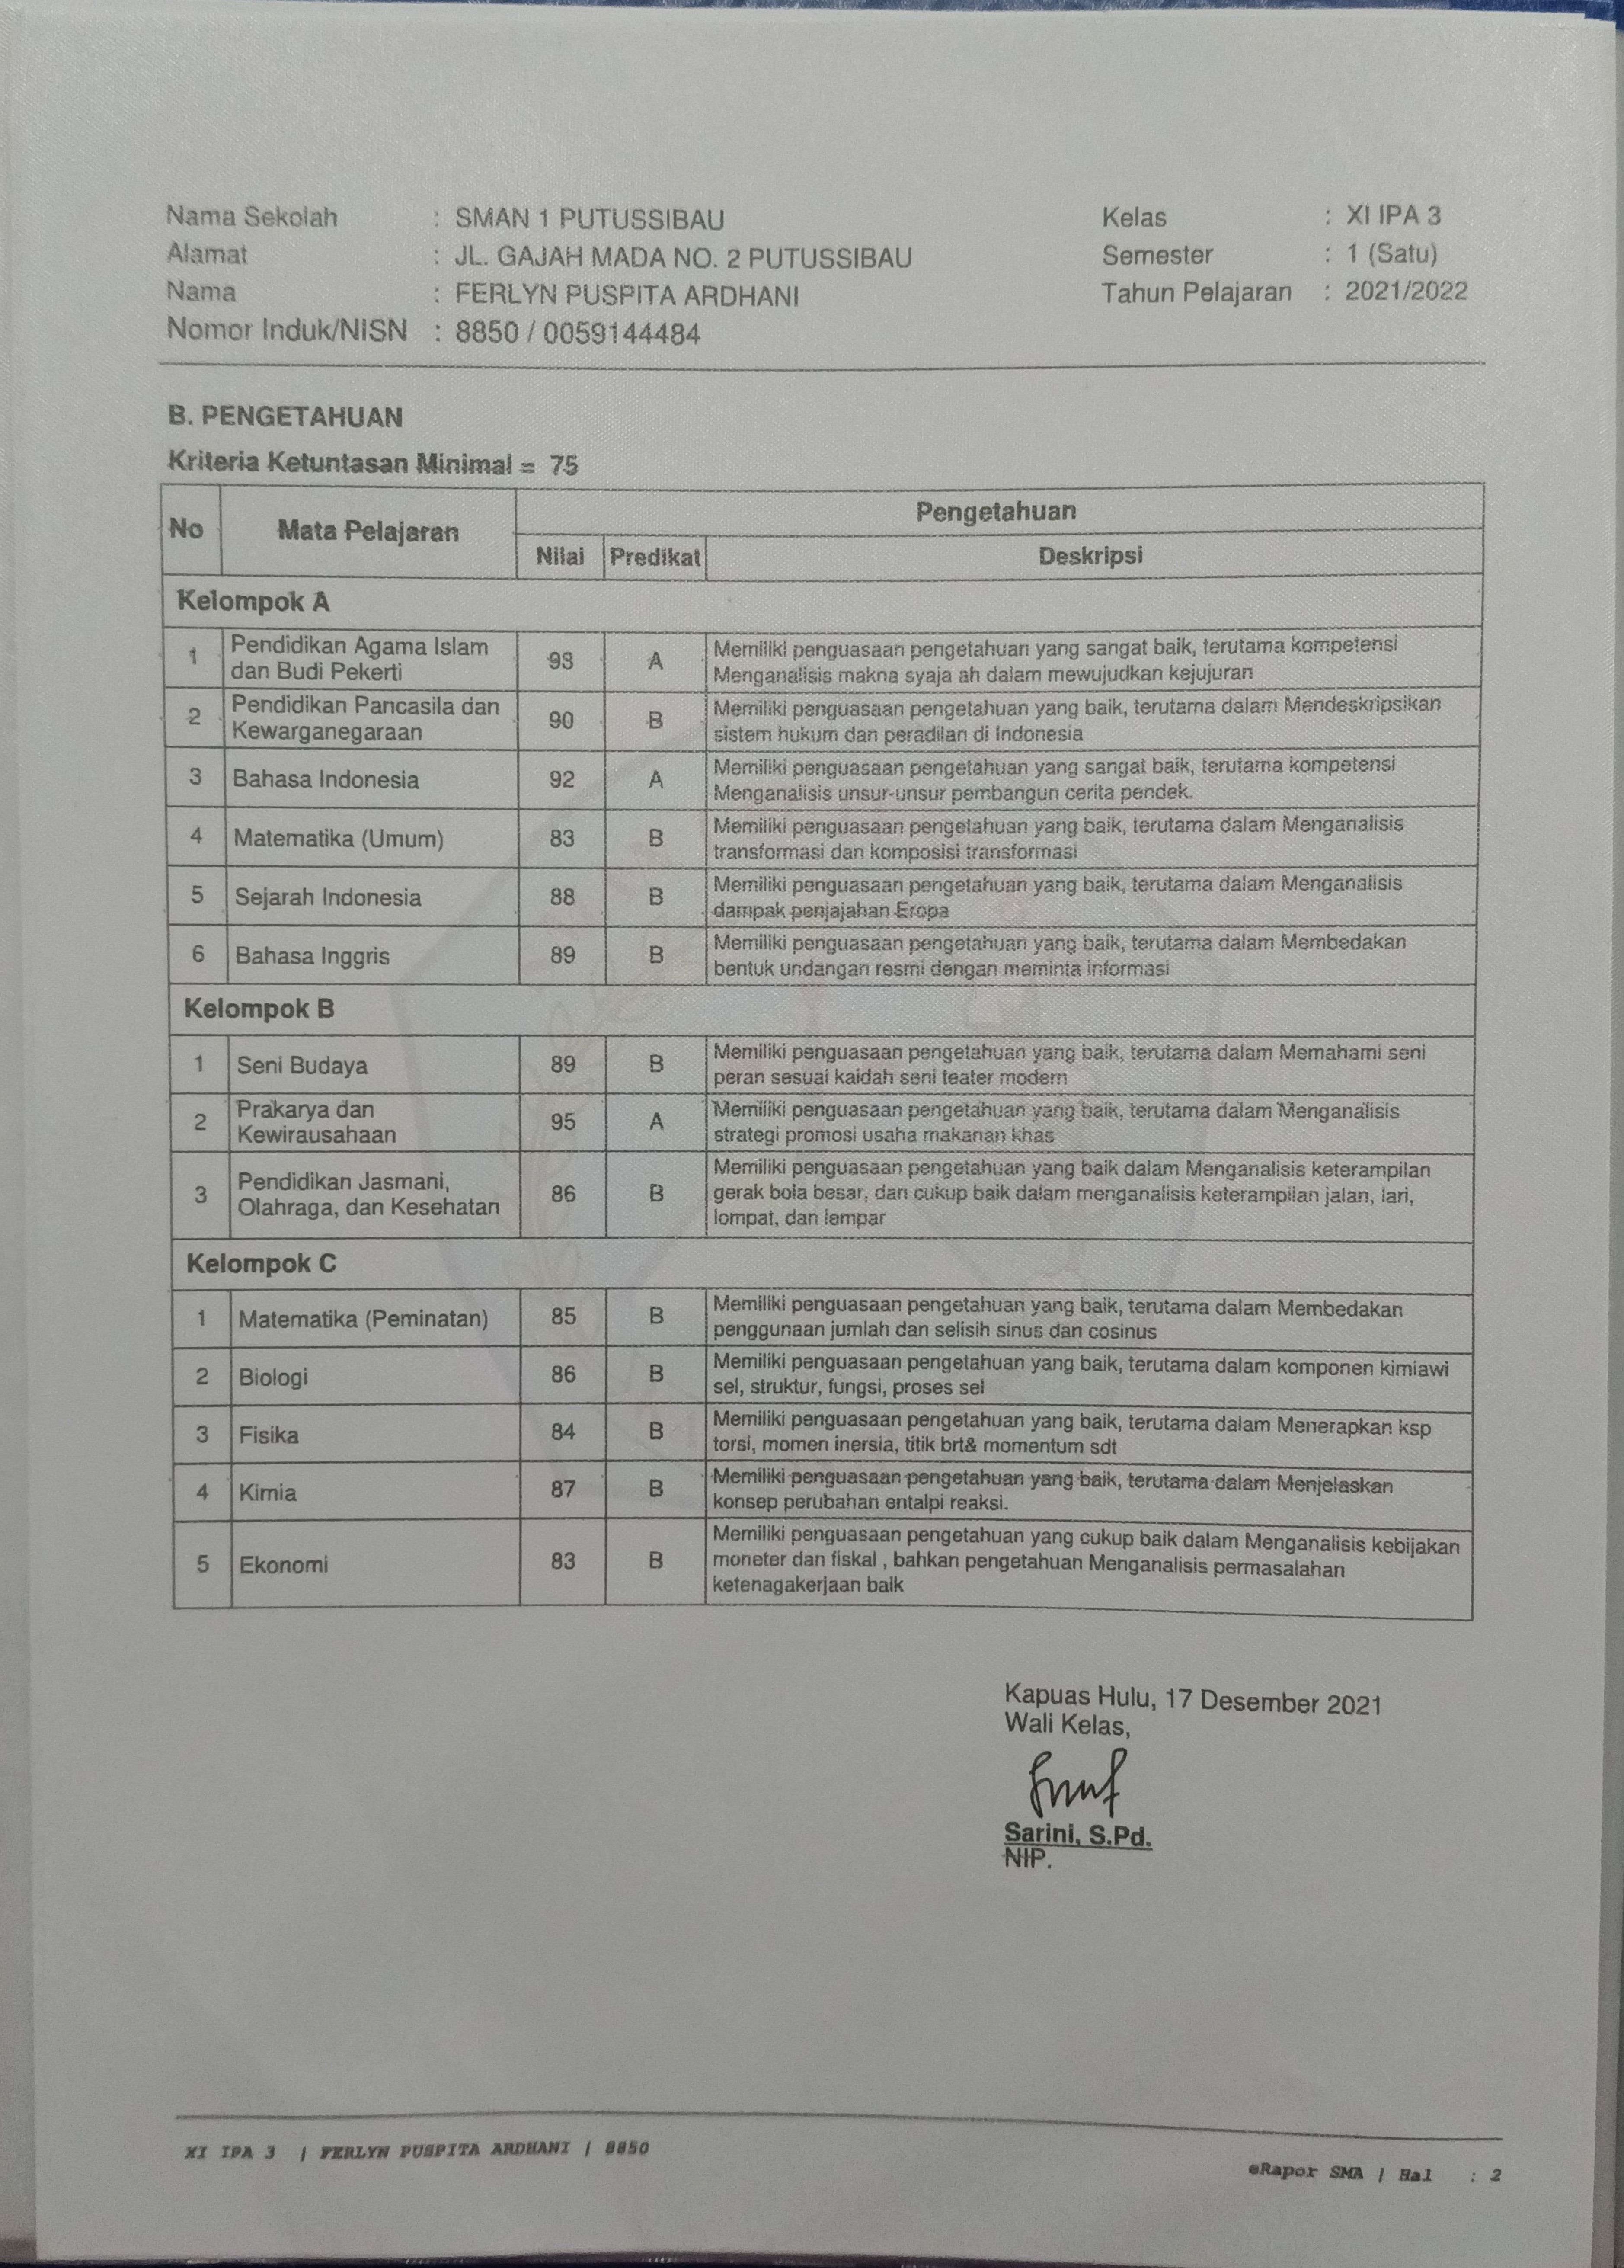 Nama Sekolah : SMAN 1 PUTUSSIBAU Kelas : XI IPA 3
Alamat : JL. GAJAH MADA NO. 2 PUTUSSIBAU Semester : 1 (Satu)
Nama : FERLYN PUSPITA ARDHANI Tahun Pelajaran : 2021/2022
Nomor Induk/NISN : 8850 / 0059144484
B. PENGETAHUAN
Kriteria Ketuntasan Minimal = 75
No Mata Pelajaran Pengetahuan
Nilai Predikat Deskripsi
Kelompok A
1 Pendidikan Agama Islam dan Budi Pekerti 93 A Memiliki penguasaan pengetahuan yang sangat baik, terutama kompetensi
Menganalisis makna syaja ah dalam mewujudkan kejujuran
2 Pendidikan Pancasila dan Kewarganegaraan 90 B Memiliki penguasaan pengetahuan yang baik, terutama dalam Mendeskripsikan
sistem hukum dan peradilan di Indonesia
3 Bahasa Indonesia 92 A Memiliki penguasaan pengetahuan yang sangat baik, terutama kompetensi
Menganalisis unsur-unsur pembangun cerita pendek.
4 Matematika (Umum) 83 B Memiliki penguasaan pengetahuan yang baik, terutama dalam Menganalisis
transformasi dan komposisi transformasi
5 Sejarah Indonesia 88 B Memiliki penguasaan pengetahuan yang baik, terutama dalam Menganalisis
dampak penjajahan Eropa
6 Bahasa Inggris 89 B Memiliki penguasaan pengetahuan yang baik, terutama dalam Membedakan
bentuk undangan resmi dengan meminta informasi
Kelompok B
1 Seni Budaya 89 B Memiliki penguasaan pengetahuan yang baik, terutama dalam Memahami seni
peran sesuai kaidah seni teater modern
2 Prakarya dan Kewirausahaan 95 A Memiliki penguasaan pengetahuan yang baik, terutama dalam Menganalisis
strategi promosi usaha makanan khas
3 Pendidikan Jasmani, Olahraga, dan Kesehatan 86 B Memiliki penguasaan pengetahuan yang baik dalam Menganalisis keterampilan
gerak bola besar, dan cukup baik dalam menganalisis keterampilan jalan, lari,
lompat, dan lempar
Kelompok C
1 Matematika (Peminatan) 85 B Memiliki penguasaan pengetahuan yang baik, terutama dalam Membedakan
penggunaan jumlah dan selisih sinus dan cosinus
2 Biologi 86 B Memiliki penguasaan pengetahuan yang baik, terutama dalam komponen kimiawi
sel, struktur, fungsi, proses sel
3 Fisika 84 B Memiliki penguasaan pengetahuan yang baik, terutama dalam Menerapkan ksp
torsi, momen inersia, titik brt& momentum sdt
4 Kimia 87 B Memiliki penguasaan pengetahuan yang baik, terutama dalam Menjelaskan
konsep perubahan entalpi reaksi.
5 Ekonomi 83 B Memiliki penguasaan pengetahuan yang cukup baik dalam Menganalisis kebijakan
moneter dan fiskal , bahkan pengetahuan Menganalisis permasalahan
ketenagakerjaan baik
Kapuas Hulu, 17 Desember 2021
Wali Kelas,
Sarini, S.Pd.
NIP.
XI IPA 3 | FERLYN PUSPITA ARDHANI | 8850
eRapor SMA | Hal : 2